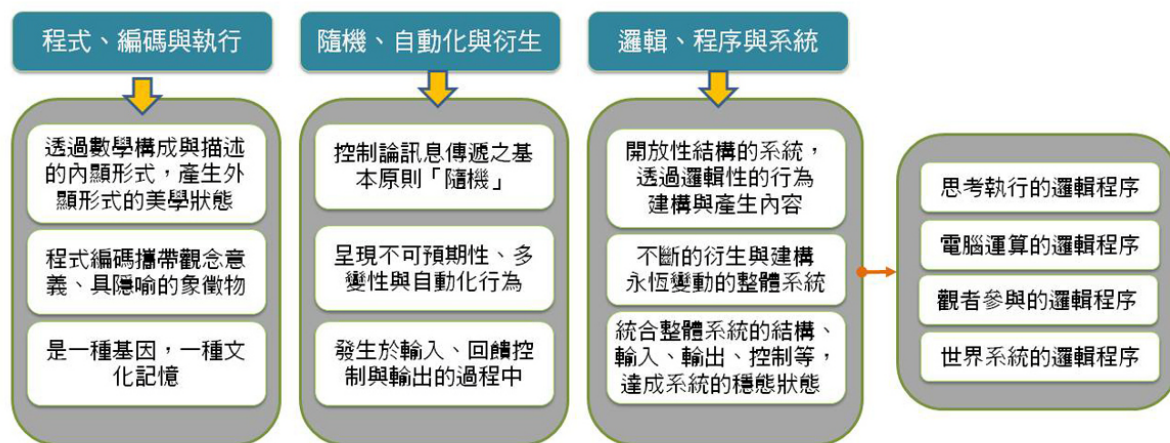 程式、編碼與執行
透過數學構成與描述
的內顯形式，產生外
顯形式的美學狀態
程式編碼攜帶觀念意
義、具隱喻的象徵物
是一種基因，一種文
化記憶
隨機、自動化與衍生
控制論訊息傳遞之基
本原則「隨機」
呈現不可預期性、多
變性與自動化行為
發生於輸入、回饋控
制與輸出的過程中
邏輯、程序與系統
開放性結構的系統，
透過邏輯性的行為
建構與產生內容
不斷的衍生與建構
永恆變動的整體系統
統合整體系統的結構、
輸入、輸出、控制等，
達成系統的穩態狀態
思考執行的邏輯程序
電腦運算的邏輯程序
觀者參與的邏輯程序
世界系統的邏輯程序